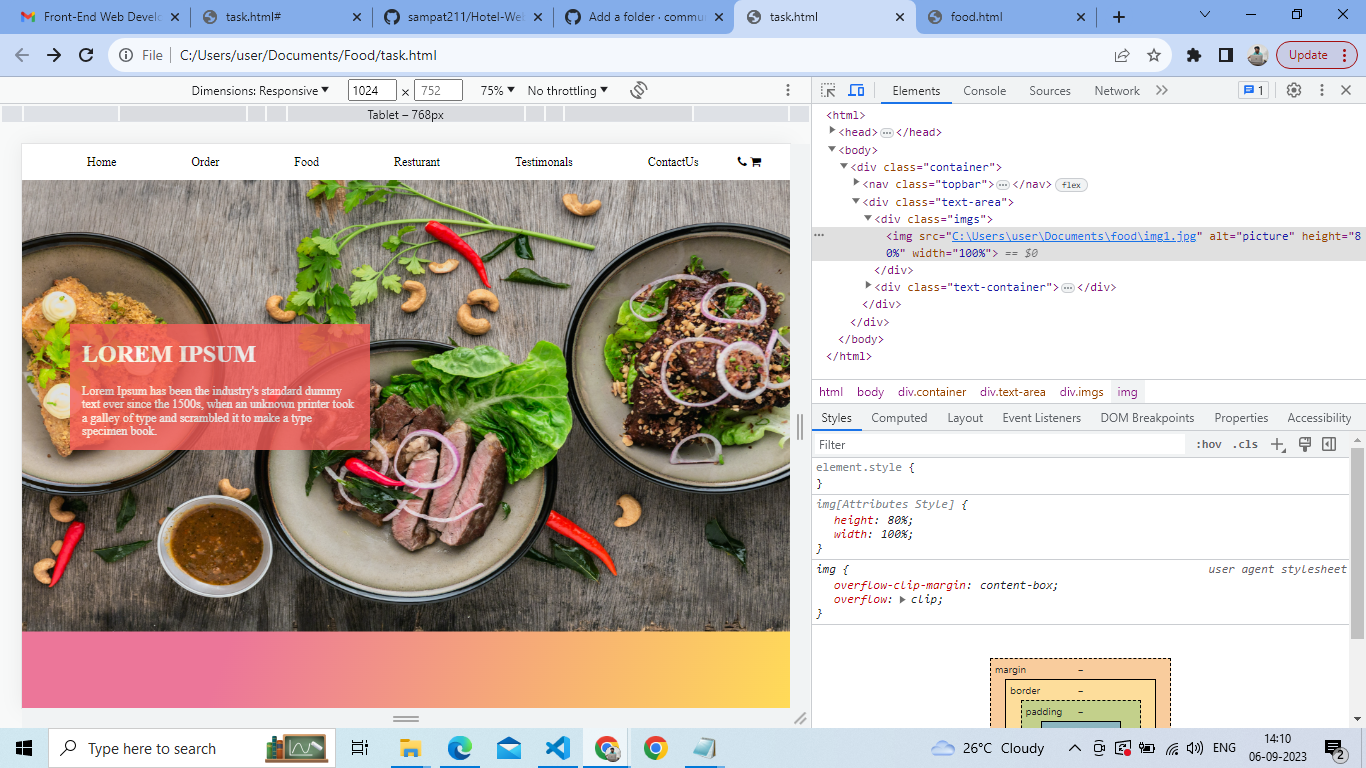 Front-End Web Develo
task.html#
sampat211/Hotel-Web
Add a folder · commu
task.html
food.html
File
C:/Users/user/Documents/Food/task.html
Update
Dimensions: Responsive
1024 × 752
75%
No throttling
Tablet – 768px
Home
Order
Food
Resturant
Testimonals
ContactUs
LOREM IPSUM
Lorem Ipsum has been the industry's standard dummy
text ever since the 1500s, when an unknown printer took
a galley of type and scrambled it to make a type
specimen book.
Elements
Console
Sources
Network
1
<html>
<head> ⋯ </head>
<body>
<div class="container">
<nav class="topbar"> ⋯ </nav> flex
<div class="text-area">
<div class="imgs">
<img src="C:\Users\user\Documents\food\img1.jpg" alt="picture" height="8
0%" width="100%"> == $0
</div>
<div class="text-container"> ⋯ </div>
</div>
</div>
</body>
</html>
html
body
div.container
div.text-area
div.imgs
img
Styles
Computed
Layout
Event Listeners
DOM Breakpoints
Properties
Accessibility
Filter
:hov
.cls
element.style {
}
img[Attributes Style] {
height: 80%;
width: 100%;
}
img {
user agent stylesheet
overflow-clip-margin: content-box;
overflow: clip;
}
margin
–
border
–
padding
–
Type here to search
26°C Cloudy
ENG
14:10
06-09-2023
2